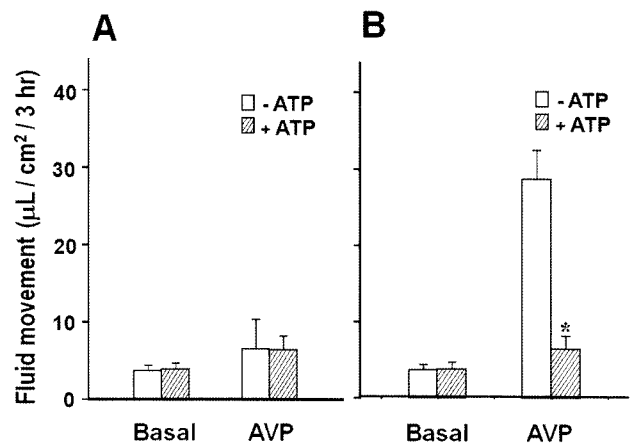 A
B
- ATP
+ ATP
- ATP
+ ATP
Fluid movement (µL / cm² / 3 hr)
40
30
20
10
0
*
Basal
AVP
Basal
AVP